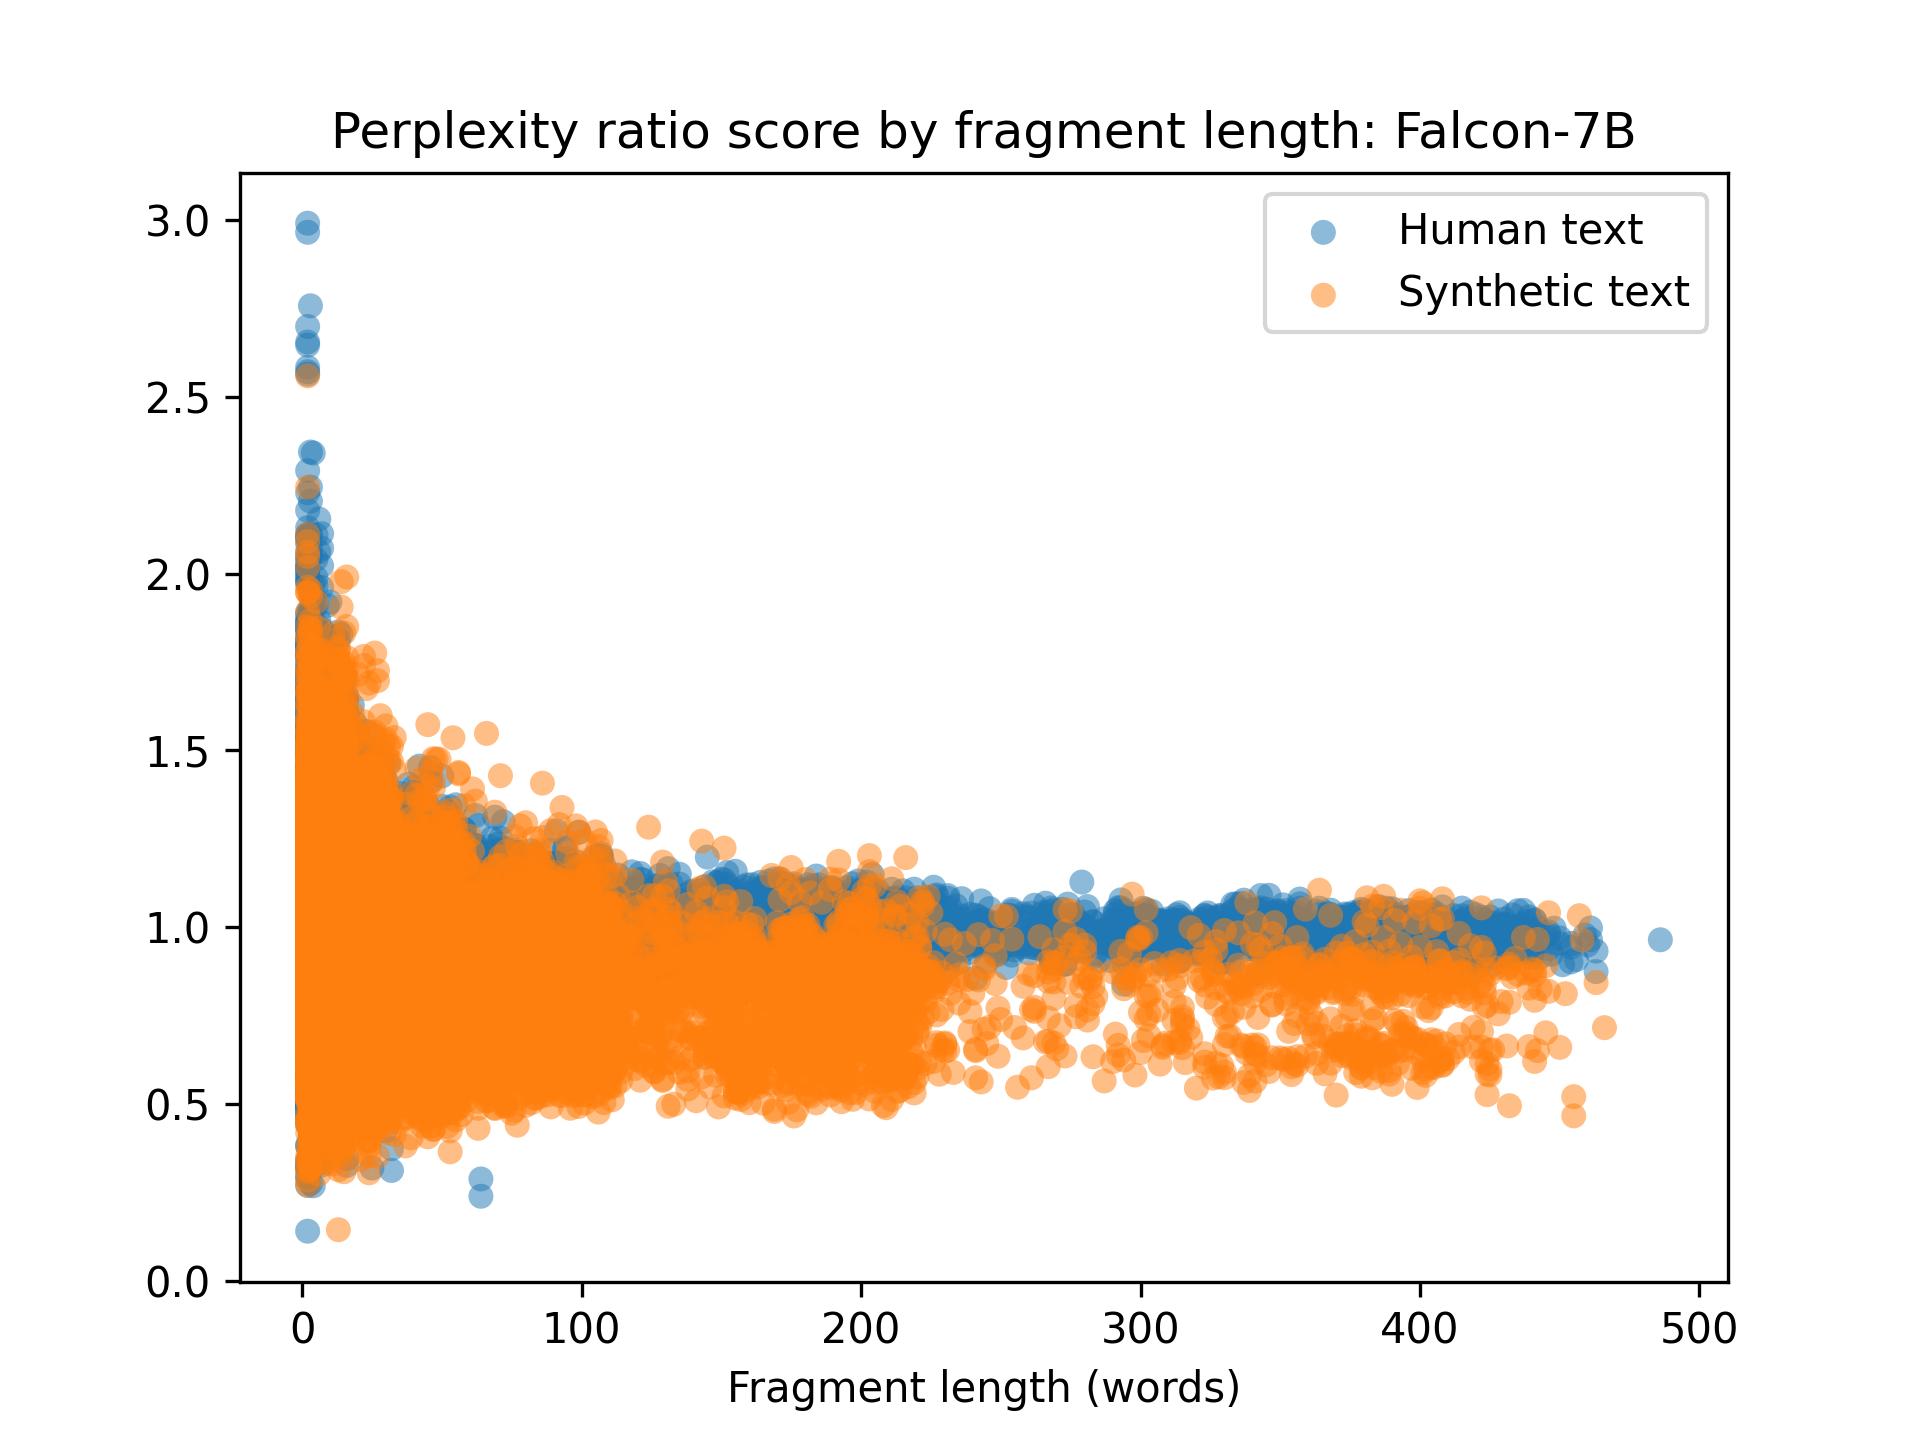 Perplexity ratio score by fragment length: Falcon-7B
Human text
Synthetic text
3.0
2.5
2.0
1.5
1.0
0.5
0.0
0 100 200 300 400 500
Fragment length (words)